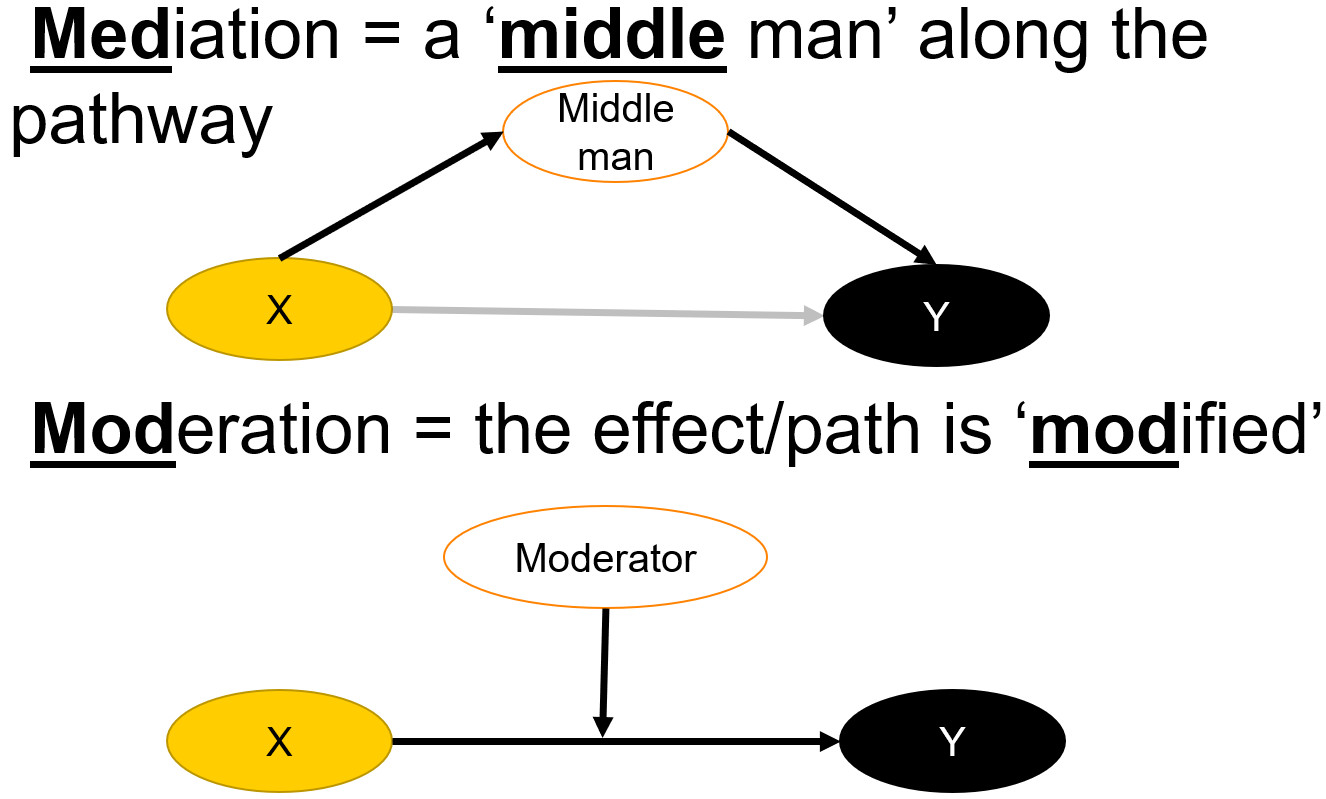 Mediation = a ‘middle man’ along the
pathway
Middle
man
X
Y
Moderation = the effect/path is ‘modified’
Moderator
X
Y